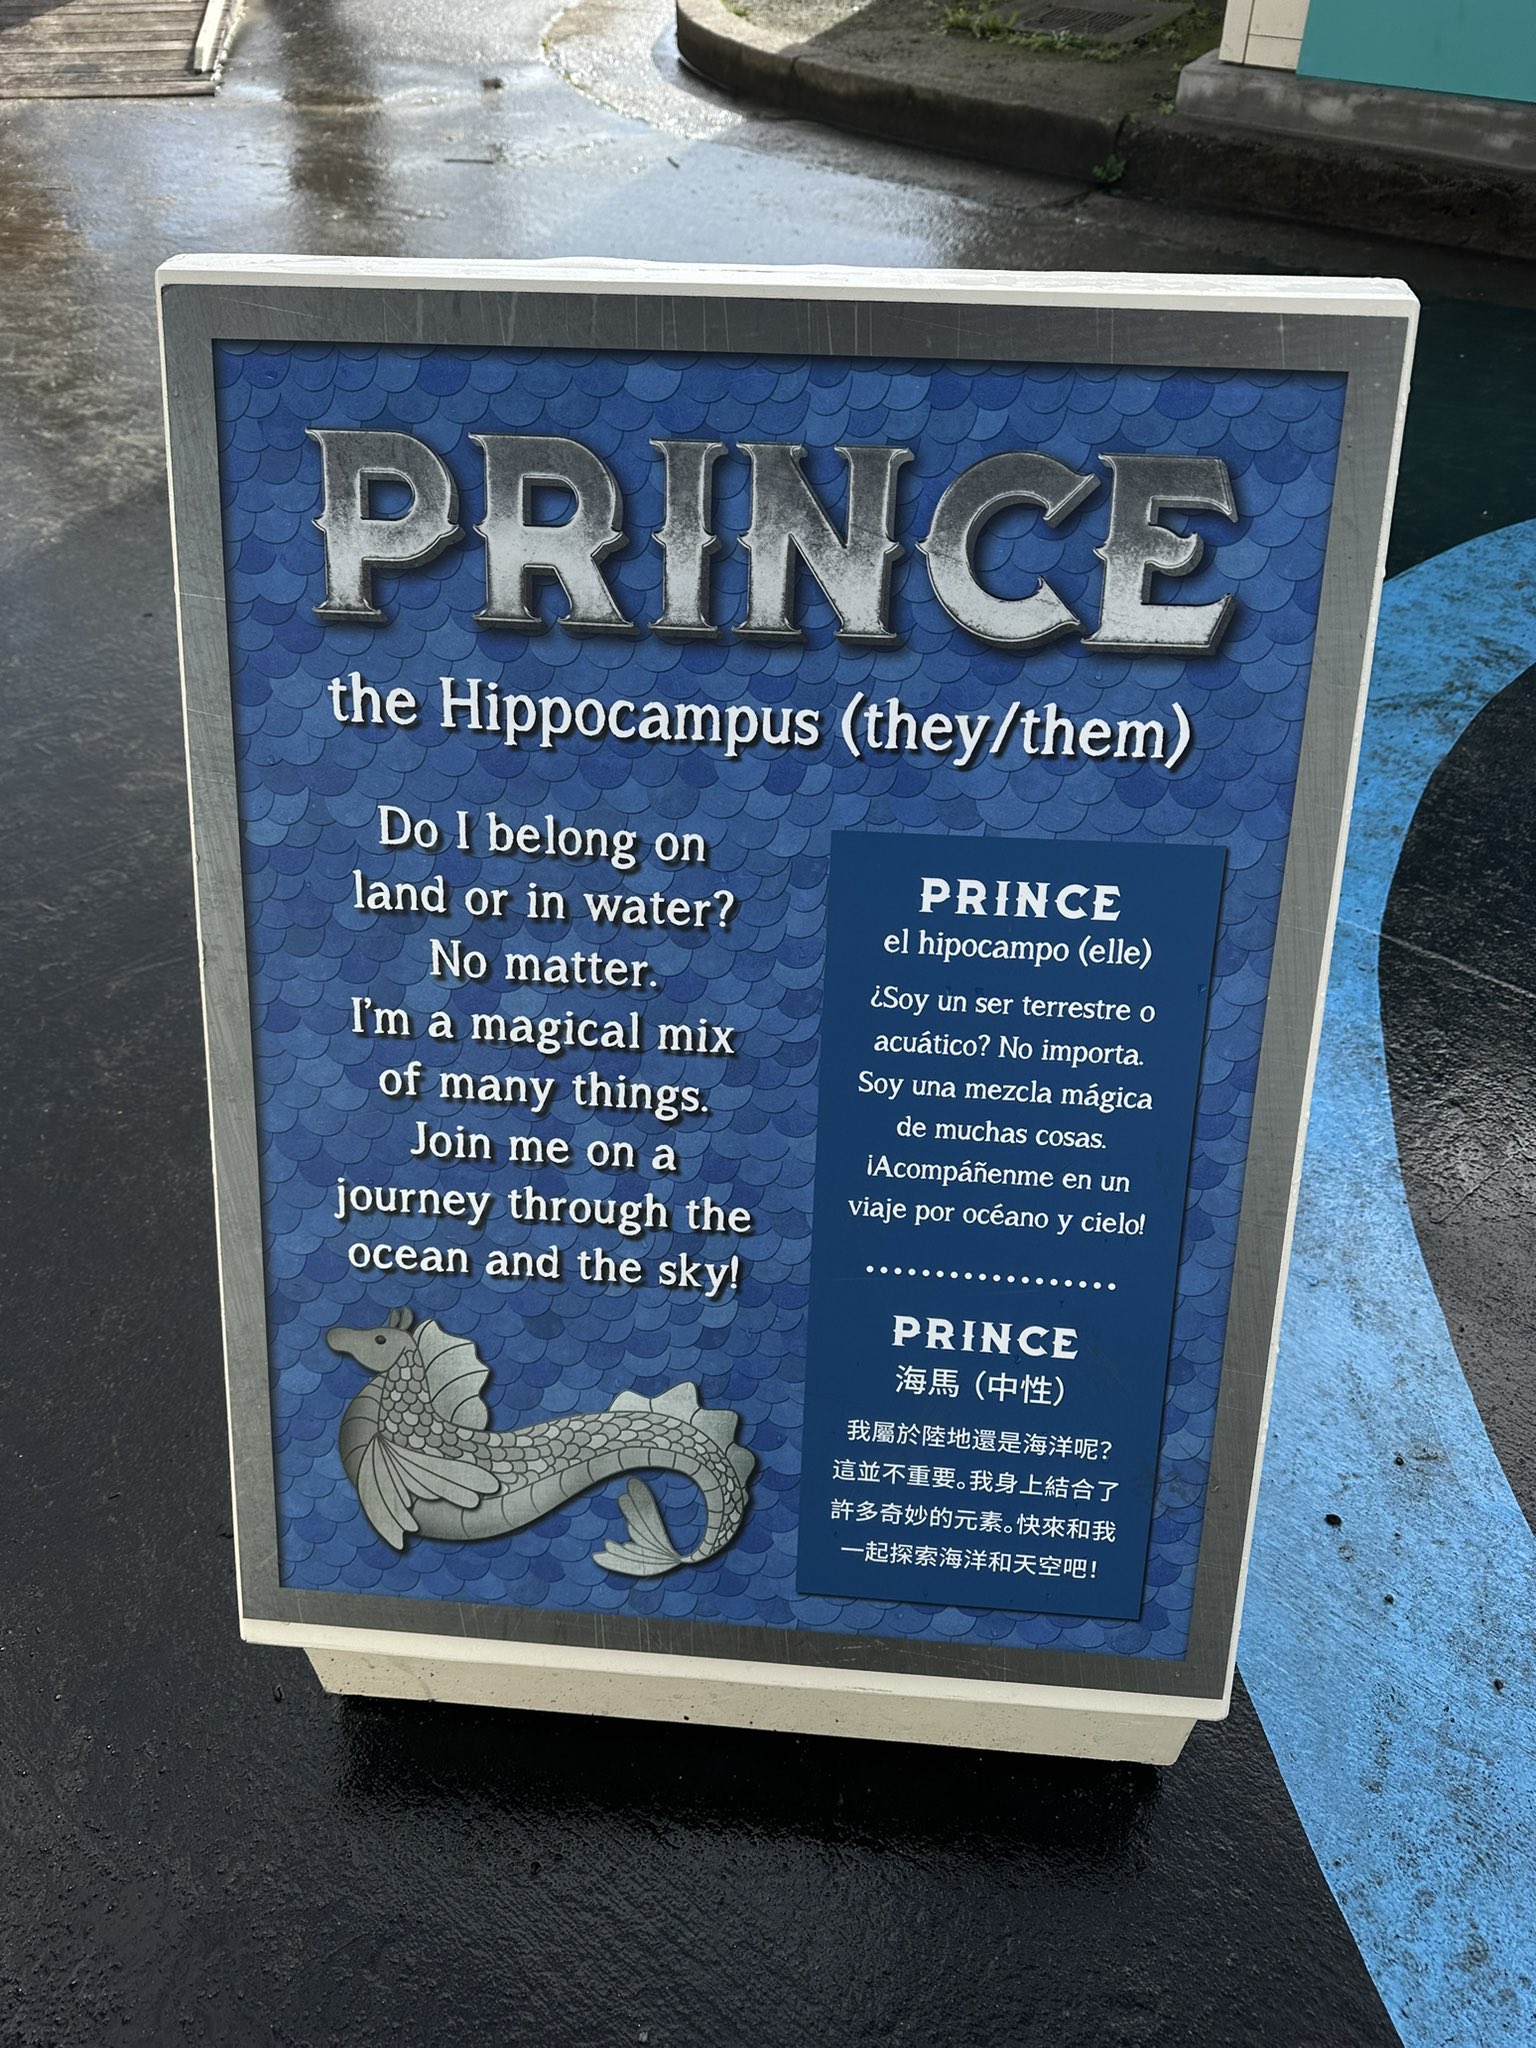 PRINCE
the Hippocampus (they/them)
Do I belong on
land or in water?
No matter.
I'm a magical mix
of many things.
Join me on a
journey through the
ocean and the sky!
PRINCE
el hipocampo (elle)
¿Soy un ser terrestre o
acuático? No importa.
Soy una mezcla mágica
de muchas cosas.
¡Acompáñenme en un
viaje por océano y cielo!
PRINCE
海馬（中性）
我屬於陸地還是海洋呢？
這並不重要。我身上結合了
許多奇妙的元素。快來和我
一起探索海洋和天空吧！